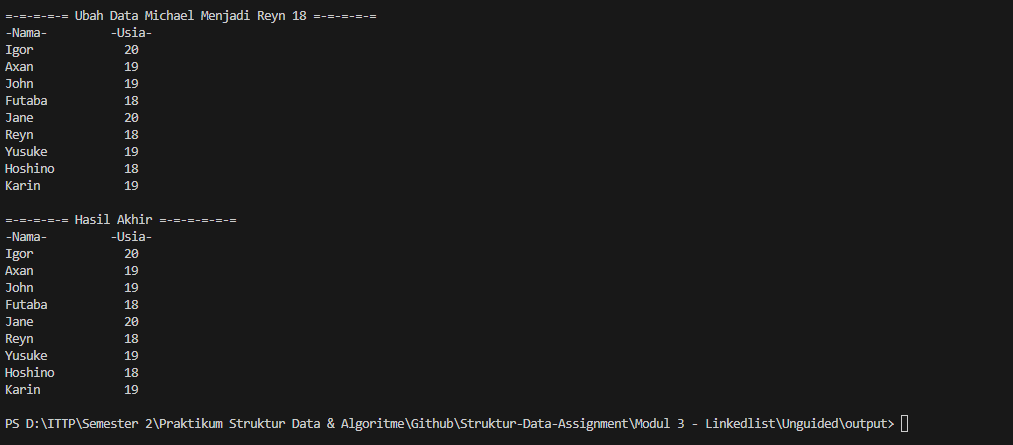 =-=-=-=-= Ubah Data Michael Menjadi Reyn 18 =-=-=-=-=
-Nama- -Usia-
Igor 20
Axan 19
John 19
Futaba 18
Jane 20
Reyn 18
Yusuke 19
Hoshino 18
Karin 19
=-=-=-=-= Hasil Akhir =-=-=-=-=-=
-Nama- -Usia-
Igor 20
Axan 19
John 19
Futaba 18
Jane 20
Reyn 18
Yusuke 19
Hoshino 18
Karin 19
PS D:\ITTP\Semester 2\Praktikum Struktur Data & Algoritme\Github\Struktur-Data-Assignment\Modul 3 - Linkedlist\Unguided\output>